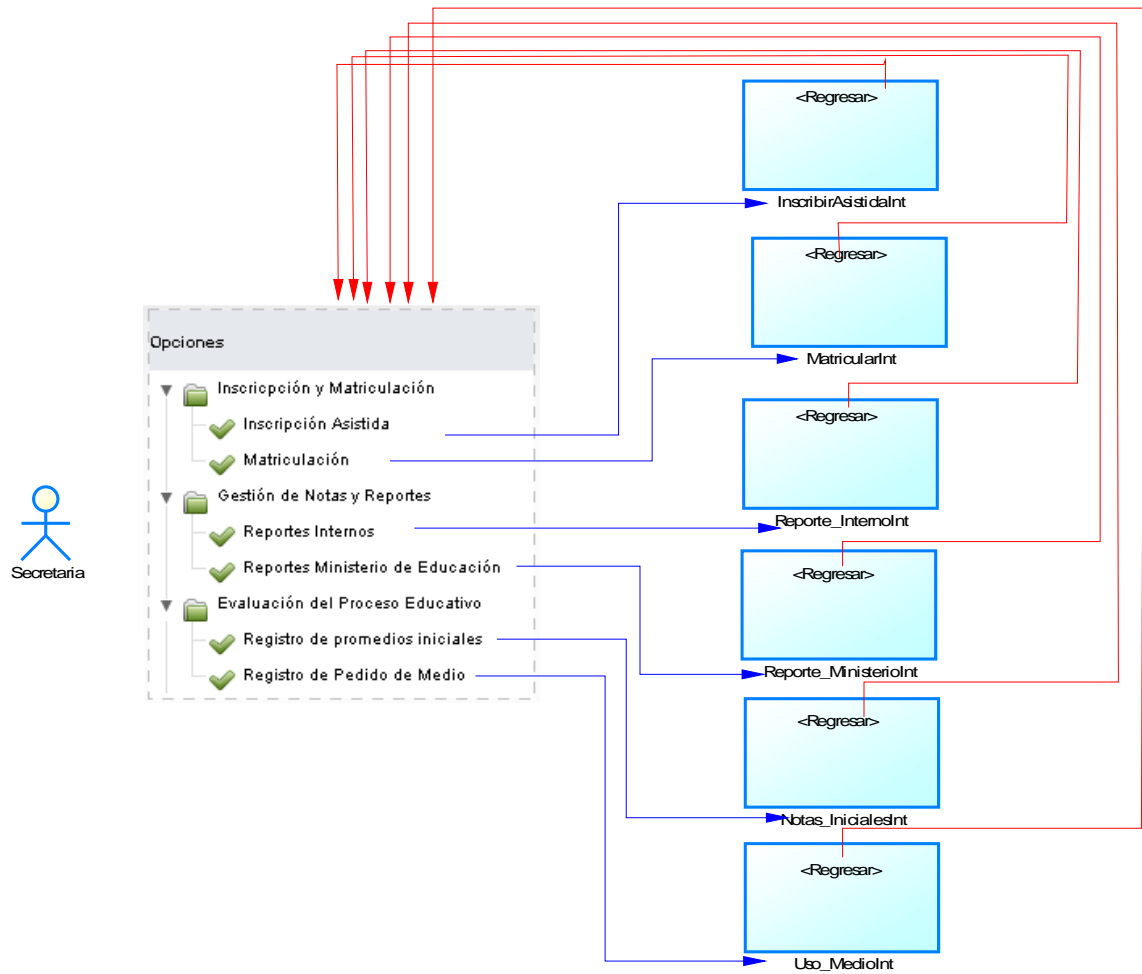 <Regresar>
InscribirAsistidaInt
<Regresar>
MatricularInt
<Regresar>
Reporte_InternoInt
<Regresar>
Reporte_MinisterioInt
<Regresar>
Notas_InicialesInt
<Regresar>
Uso_MedioInt
Opciones
Inscricpción y Matriculación
Inscripción Asistida
Matriculación
Gestión de Notas y Reportes
Reportes Internos
Reportes Ministerio de Educación
Evaluación del Proceso Educativo
Registro de promedios iniciales
Registro de Pedido de Medio
Secretaria